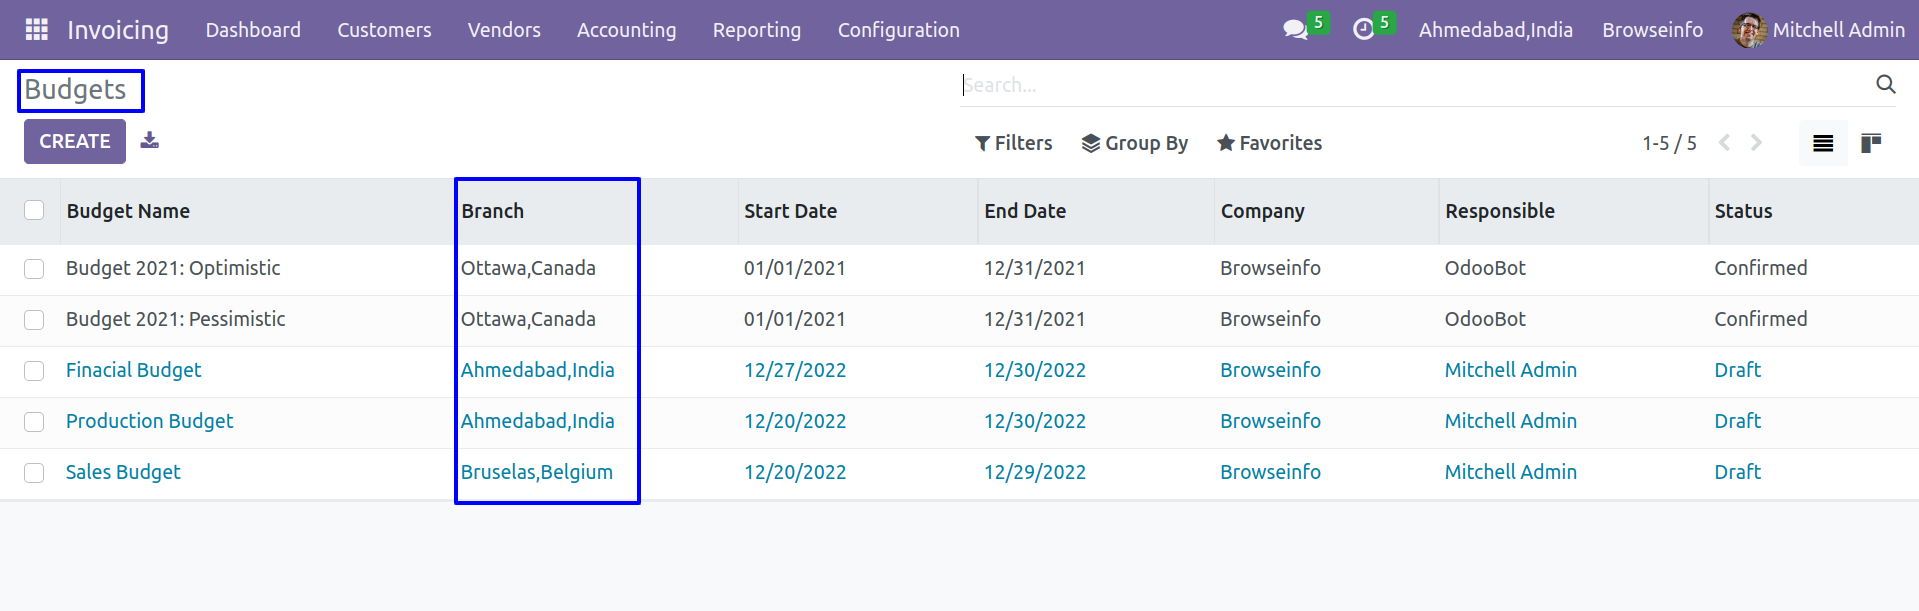 Invoicing Dashboard Customers Vendors Accounting Reporting Configuration 5 5 Ahmedabad,India Browseinfo Mitchell Admin
Budgets Search...
CREATE Filters Group By Favorites 1-5 / 5
Budget Name Branch Start Date End Date Company Responsible Status
Budget 2021: Optimistic Ottawa,Canada 01/01/2021 12/31/2021 Browseinfo OdooBot Confirmed
Budget 2021: Pessimistic Ottawa,Canada 01/01/2021 12/31/2021 Browseinfo OdooBot Confirmed
Finacial Budget Ahmedabad,India 12/27/2022 12/30/2022 Browseinfo Mitchell Admin Draft
Production Budget Ahmedabad,India 12/20/2022 12/30/2022 Browseinfo Mitchell Admin Draft
Sales Budget Bruselas,Belgium 12/20/2022 12/29/2022 Browseinfo Mitchell Admin Draft